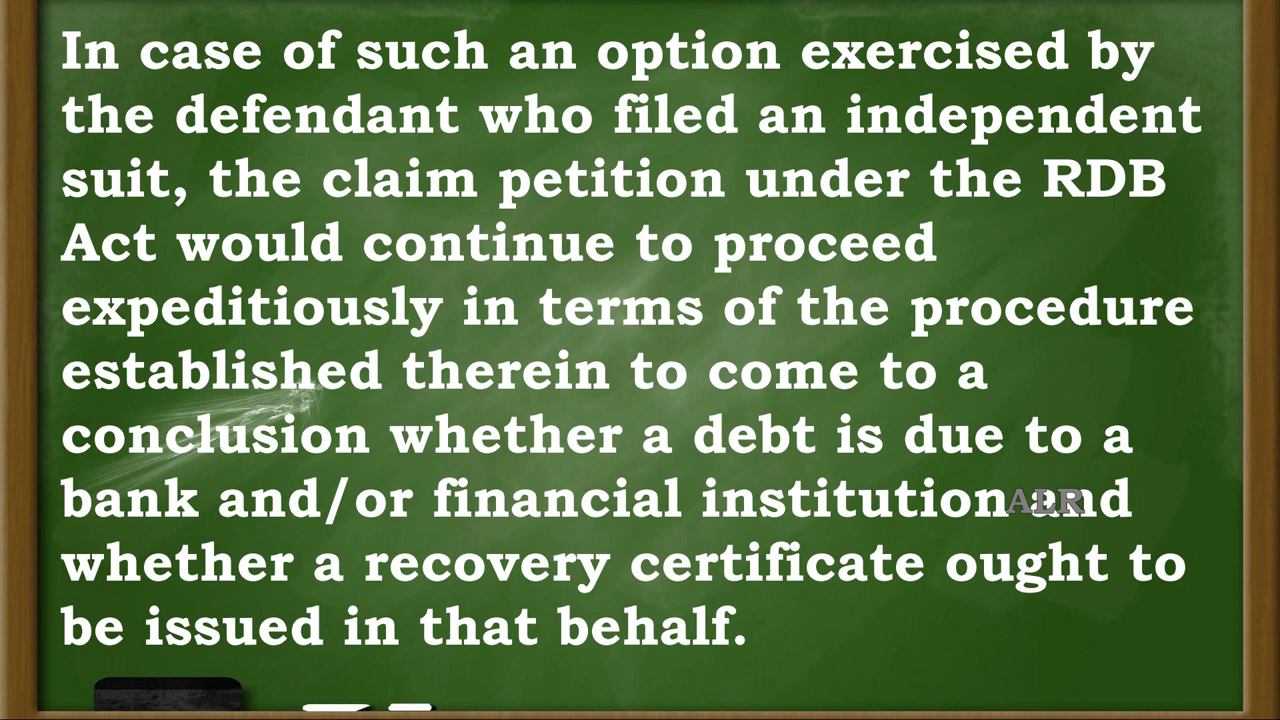 In case of such an option exercised by
the defendant who filed an independent
suit, the claim petition under the RDB
Act would continue to proceed
expeditiously in terms of the procedure
established therein to come to a
conclusion whether a debt is due to a
bank and/or financial institution and
whether a recovery certificate ought to
be issued in that behalf.
ALR